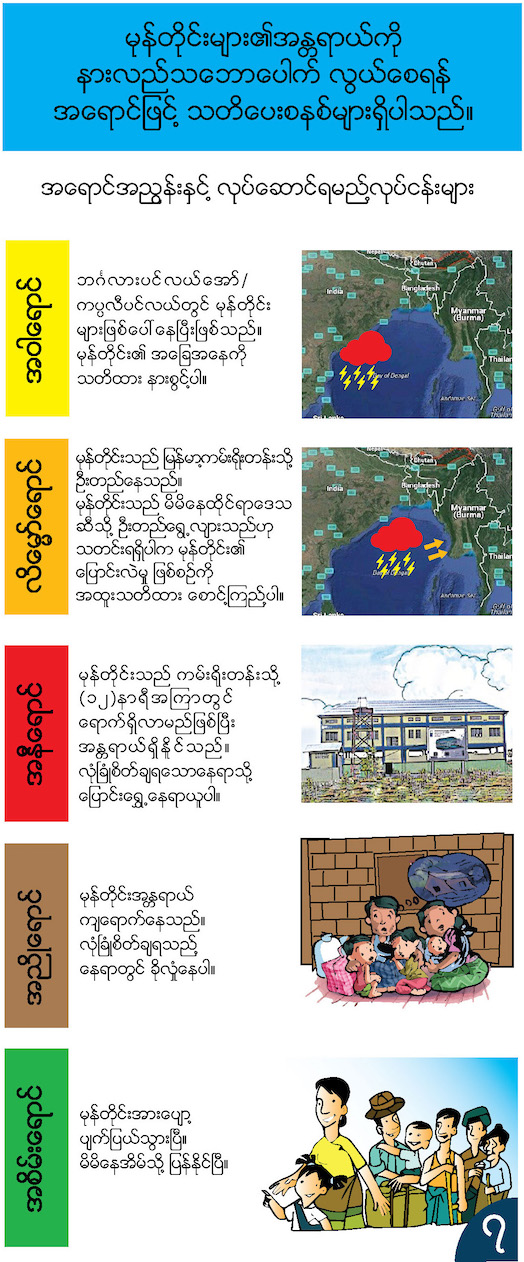 မုန်တိုင်းများ၏အန္တရာယ်ကို
နားလည်သဘောပေါက် လွယ်စေရန်
အရောင်ဖြင့် သတိပေးစနစ်များရှိပါသည်။
အရောင်အညွှန်းနှင့် လုပ်ဆောင်ရမည့်လုပ်ငန်းများ
အဝါရောင်
ဘင်္ဂလားပင်လယ်အော်/
ကပ္ပလီပင်လယ်တွင် မုန်တိုင်း
များဖြစ်ပေါ်နေပြီးဖြစ်သည်။
မုန်တိုင်း၏ အခြေအနေကို
သတိထား နားစွင့်ပါ။
Nepal
Bhutan
India
Bangladesh
Myanmar
(Burma)
Bay of Bengal
Andaman Sea
Gulf of
Thailand
Thailan
Sri Lanka
လိမ္မော်ရောင်
မုန်တိုင်းသည် မြန်မာ့ကမ်းရိုးတန်းသို့
ဦးတည်နေသည်။
မုန်တိုင်းသည် မိမိနေထိုင်ရာဒေသ
ဆီသို့ ဦးတည်ရွေ့လျားသည်ဟု
သတင်းရရှိပါက မုန်တိုင်း၏
ပြောင်းလဲမှု ဖြစ်စဉ်ကို
အထူးသတိထား စောင့်ကြည့်ပါ။
Bhutan
India
Bangladesh
Myanmar
(Burma)
Thailan
Andaman Sea
Gulf of
Thailand
Sri Lanka
အနီရောင်
မုန်တိုင်းသည် ကမ်းရိုးတန်းသို့
(၁၂)နာရီအကြာတွင်
ရောက်ရှိလာမည်ဖြစ်ပြီး
အန္တရာယ်ရှိနိူင်သည်။
လုံခြုံစိတ်ချရသောနေရာသို့
ပြောင်းရွှေ့နေရာယူပါ။
အညိုရောင်
မုန်တိုင်းအန္တရာယ်
ကျရောက်နေသည်။
လုံခြုံစိတ်ချရသည့်
နေရာတွင် ခိုလှုံနေပါ။
အစိမ်းရောင်
မုန်တိုင်းအားပျော့
ပျက်ပြယ်သွားပြီ။
မိမိနေအိမ်သို့ ပြန်နိုင်ပြီ။
၇